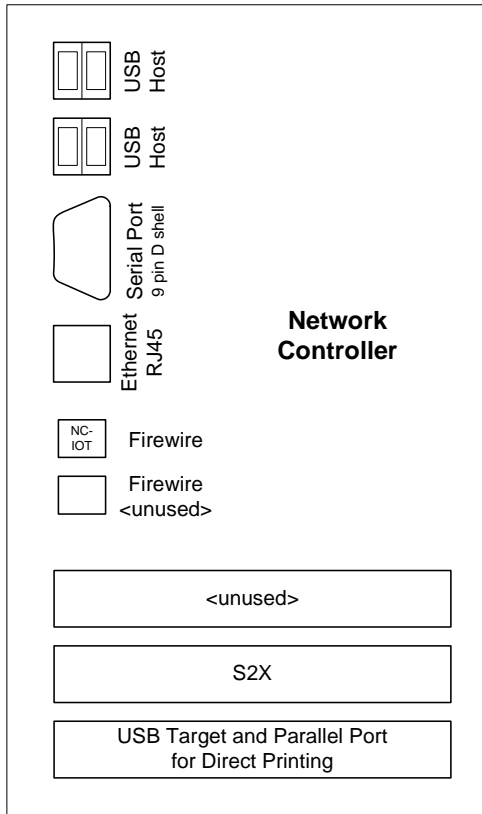 USB
Host
USB
Host
Serial Port
9 pin D shell
Ethernet
RJ45
Network
Controller
NC-
IOT
Firewire
Firewire
<unused>
<unused>
S2X
USB Target and Parallel Port
for Direct Printing